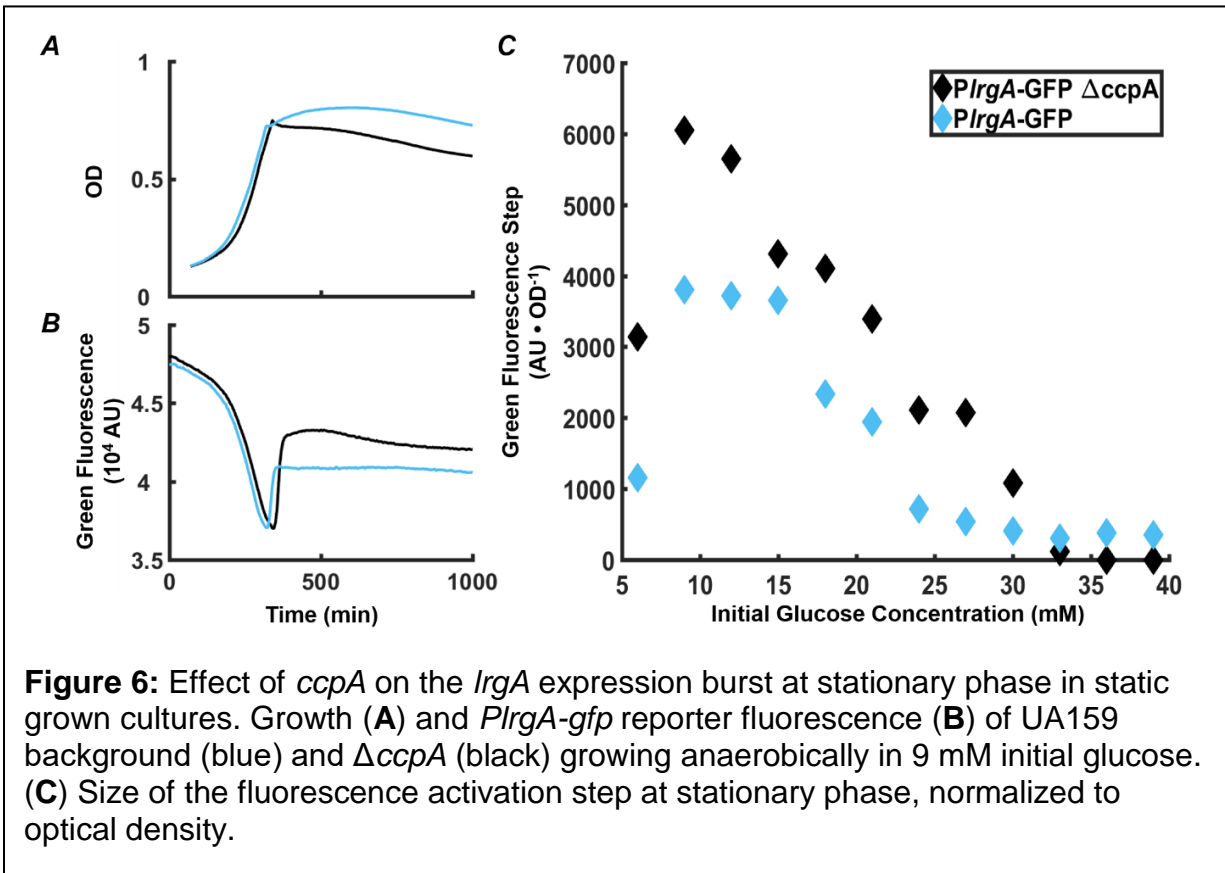 A
1
0.5
0
OD
B
5
4.5
4
3.5
Green Fluorescence
(10⁴ AU)
0
500
1000
Time (min)
C
7000
6000
5000
4000
3000
2000
1000
0
Green Fluorescence Step
(AU • OD⁻¹)
PlrgA-GFP ΔccpA
PlrgA-GFP
5
10
15
20
25
30
35
40
Initial Glucose Concentration (mM)
Figure 6: Effect of ccpA on the lrgA expression burst at stationary phase in static
grown cultures. Growth (A) and PlrgA-gfp reporter fluorescence (B) of UA159
background (blue) and ΔccpA (black) growing anaerobically in 9 mM initial glucose.
(C) Size of the fluorescence activation step at stationary phase, normalized to
optical density.